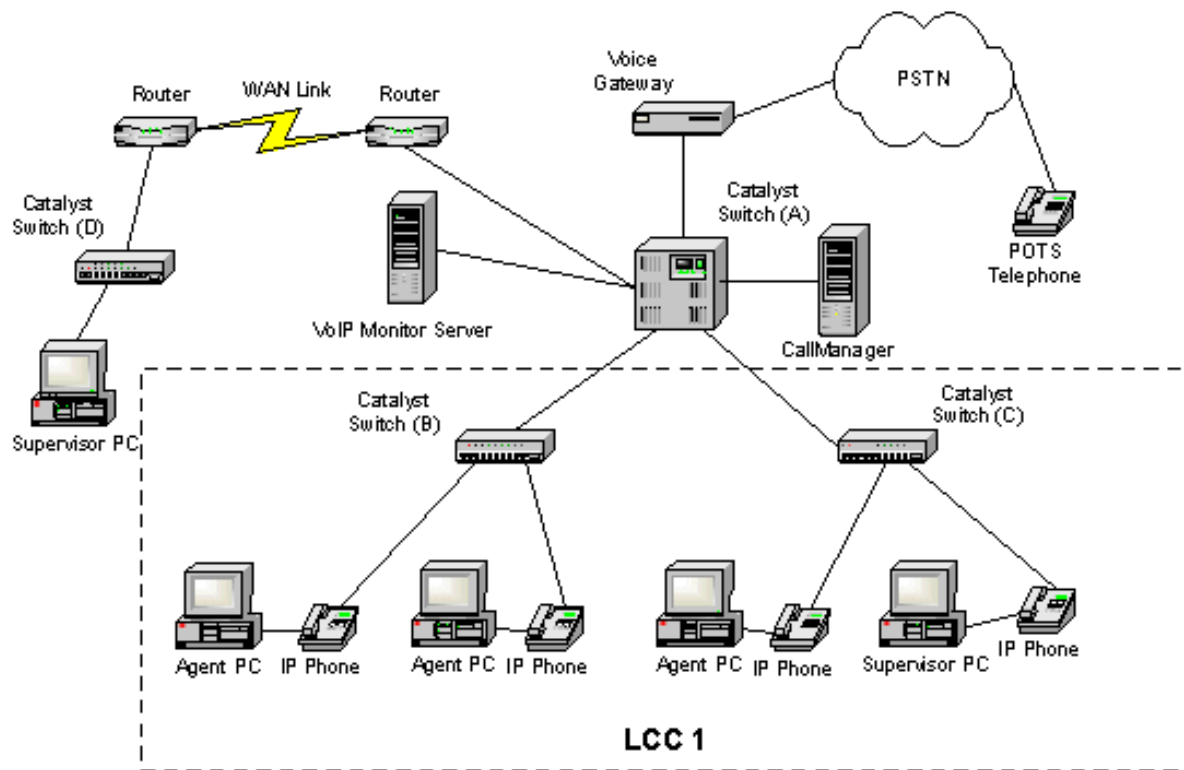 Voice
Gateway
PSTN
Router
WAN Link
Router
Catalyst
Switch (D)
Catalyst
Switch (A)
POTS
Telephone
VoIP Monitor Server
CallManager
Supervisor PC
Catalyst
Switch (B)
Catalyst
Switch (C)
Agent PC
IP Phone
Agent PC
IP Phone
Agent PC
IP Phone
Supervisor PC
IP Phone
LCC 1